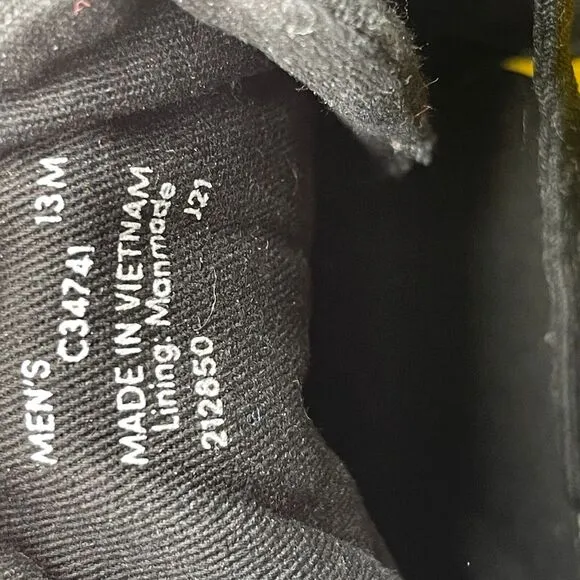 MEN'S 13M
C34741
MADE IN VIETNAM
Lining: Manmade
212850 J21